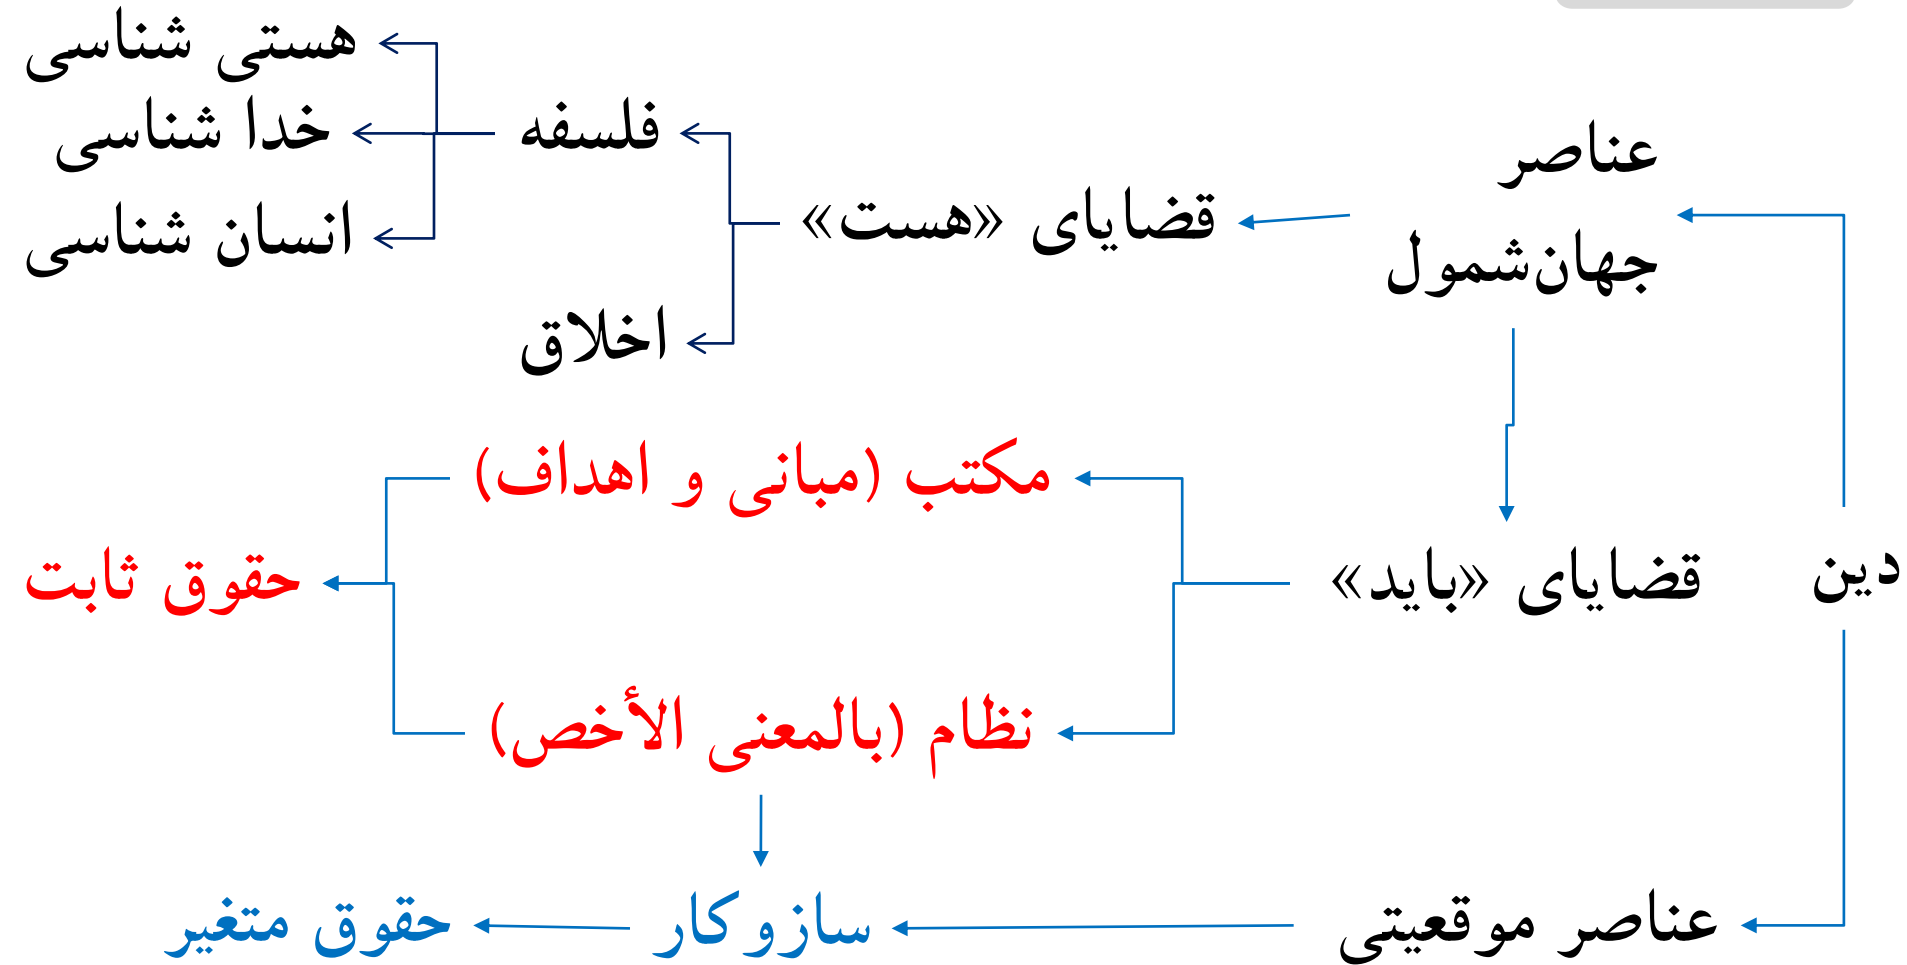 دین
عناصر
جهان‌شمول
قضایای «هست»
فلسفه
هستی شناسی
خدا شناسی
انسان شناسی
اخلاق
قضایای «باید»
مکتب (مبانی و اهداف)
نظام (بالمعنی الأخص)
حقوق ثابت
عناصر موقعیتی
سازوکار
حقوق متغیر